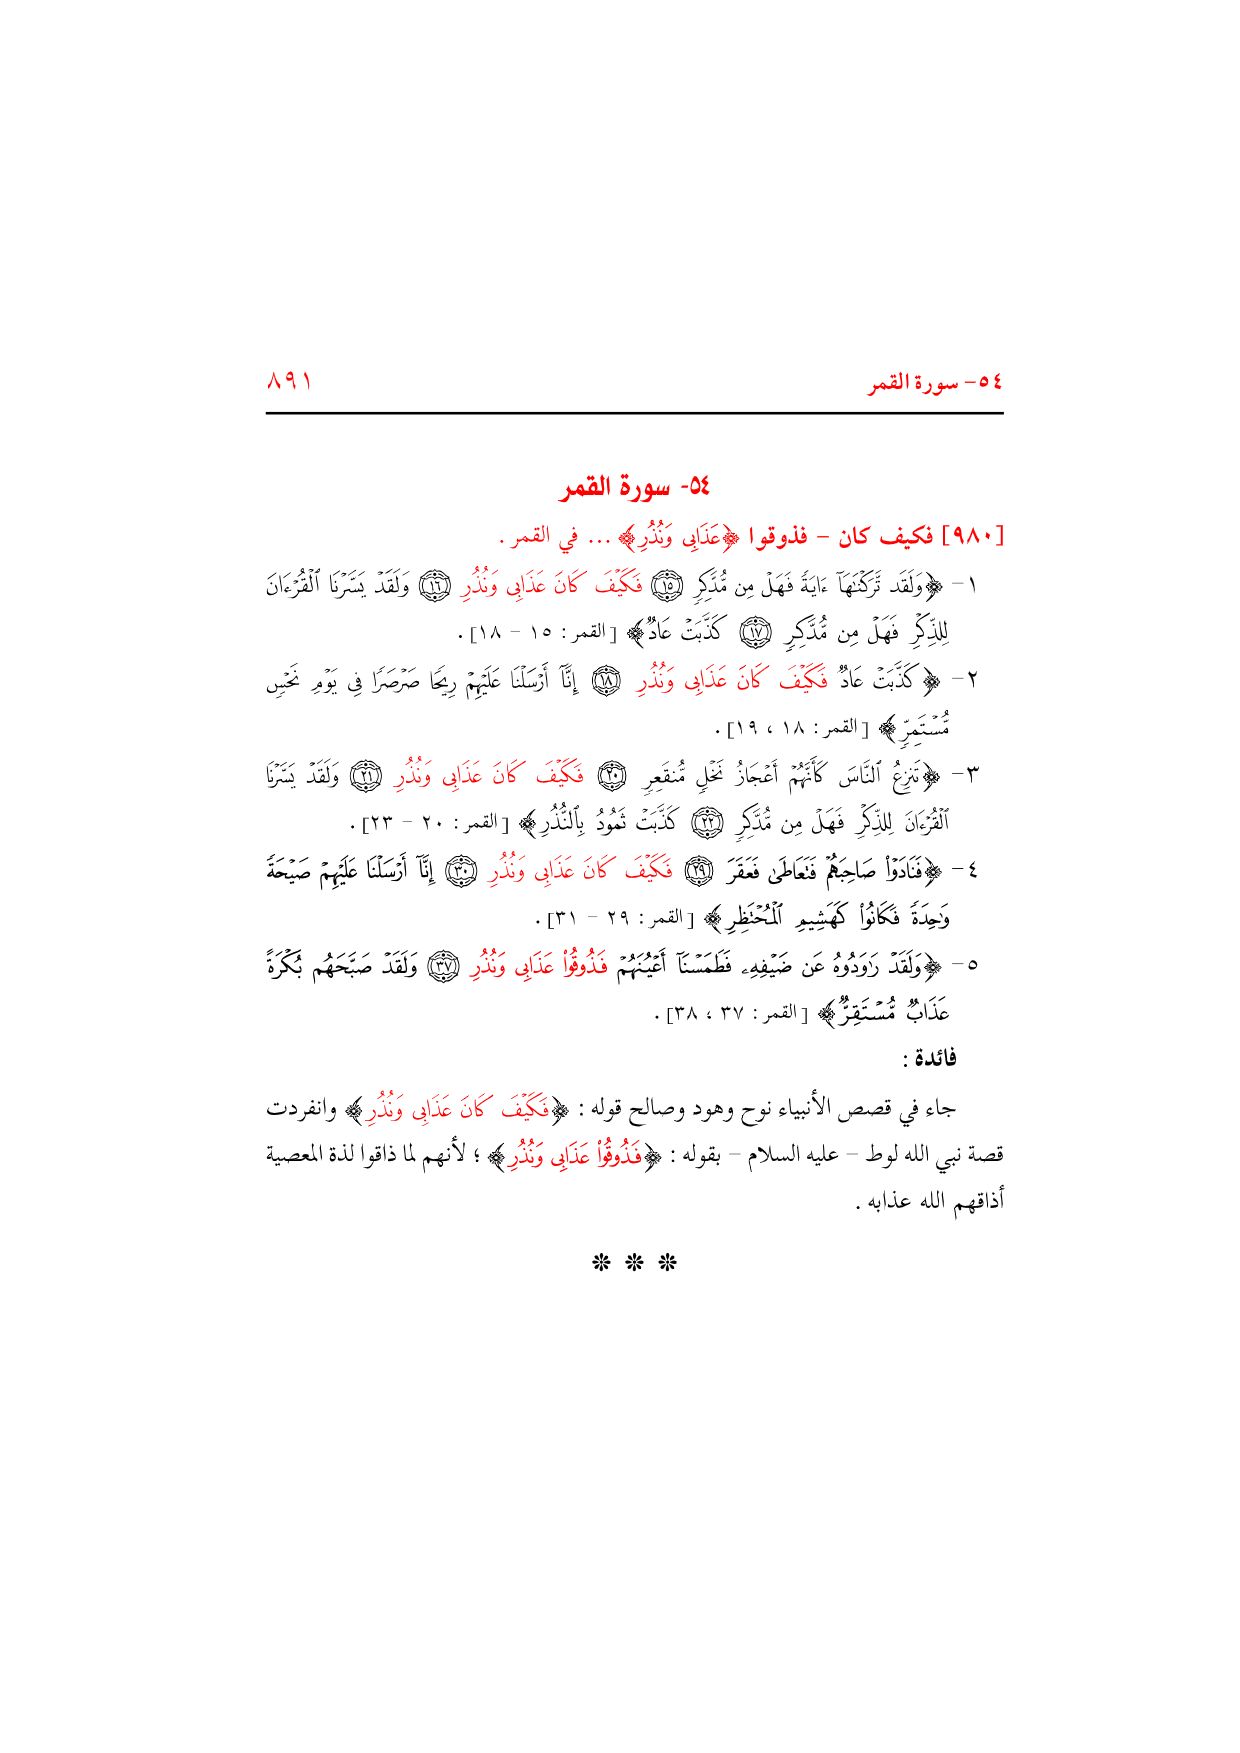 ٥٤- سورة القمر ٨٩١
٥٤- سورة القمر
[٩٨٠] فكيف كان – فذوقوا ﴿عَذَابِى وَنُذُرِ﴾ ... في القمر .
١- ﴿وَلَقَد تَّرَكْنَٰهَآ ءَايَةً فَهَلْ مِن مُّدَّكِرٍ ١٥ فَكَيْفَ كَانَ عَذَابِى وَنُذُرِ ١٦ وَلَقَدْ يَسَّرْنَا ٱلْقُرْءَانَ
لِلذِّكْرِ فَهَلْ مِن مُّدَّكِرٍ ١٧ كَذَّبَتْ عَادٌ﴾ [القمر: ١٥ – ١٨] .
٢- ﴿كَذَّبَتْ عَادٌ فَكَيْفَ كَانَ عَذَابِى وَنُذُرِ ١٨ إِنَّآ أَرْسَلْنَا عَلَيْهِمْ رِيحًا صَرْصَرًا فِى يَوْمِ نَحْسٍ
مُّسْتَمِرٍّ﴾ [القمر: ١٨ ، ١٩] .
٣- ﴿تَنزِعُ ٱلنَّاسَ كَأَنَّهُمْ أَعْجَازُ نَخْلٍ مُّنقَعِرٍ ٢٠ فَكَيْفَ كَانَ عَذَابِى وَنُذُرِ ٢١ وَلَقَدْ يَسَّرْنَا
ٱلْقُرْءَانَ لِلذِّكْرِ فَهَلْ مِن مُّدَّكِرٍ ٢٢ كَذَّبَتْ ثَمُودُ بِٱلنُّذُرِ﴾ [القمر: ٢٠ – ٢٣] .
٤- ﴿فَنَادَوْا۟ صَاحِبَهُمْ فَتَعَاطَىٰ فَعَقَرَ ٢٩ فَكَيْفَ كَانَ عَذَابِى وَنُذُرِ ٣٠ إِنَّآ أَرْسَلْنَا عَلَيْهِمْ صَيْحَةً
وَٰحِدَةً فَكَانُوا۟ كَهَشِيمِ ٱلْمُحْتَظِرِ﴾ [القمر: ٢٩ – ٣١] .
٥- ﴿وَلَقَدْ رَٰوَدُوهُ عَن ضَيْفِهِۦ فَطَمَسْنَآ أَعْيُنَهُمْ فَذُوقُوا۟ عَذَابِى وَنُذُرِ ٣٧ وَلَقَدْ صَبَّحَهُم بُكْرَةً
عَذَابٌ مُّسْتَقِرٌّ﴾ [القمر: ٣٧ ، ٣٨] .
فائدة :
جاء في قصص الأنبياء نوح وهود وصالح قوله : ﴿فَكَيْفَ كَانَ عَذَابِى وَنُذُرِ﴾ وانفردت
قصة نبي الله لوط – عليه السلام – بقوله : ﴿فَذُوقُوا۟ عَذَابِى وَنُذُرِ﴾ ؛ لأنهم لما ذاقوا لذة المعصية
أذاقهم الله عذابه .